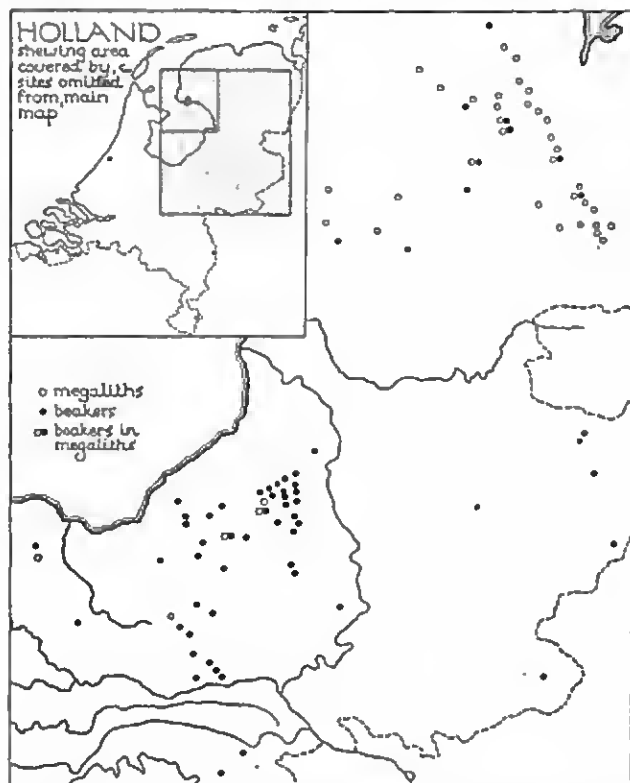 HOLLAND
shewing area
covered by, &
sites omitted
from, main
map
megaliths
beakers
beakers in
megaliths